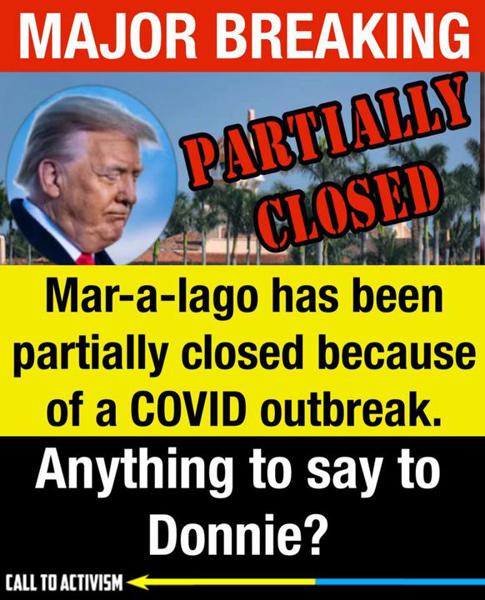 MAJOR BREAKING
PARTIALLY
CLOSED
Mar-a-lago has been
partially closed because
of a COVID outbreak.
Anything to say to
Donnie?
CALL TO ACTIVISM